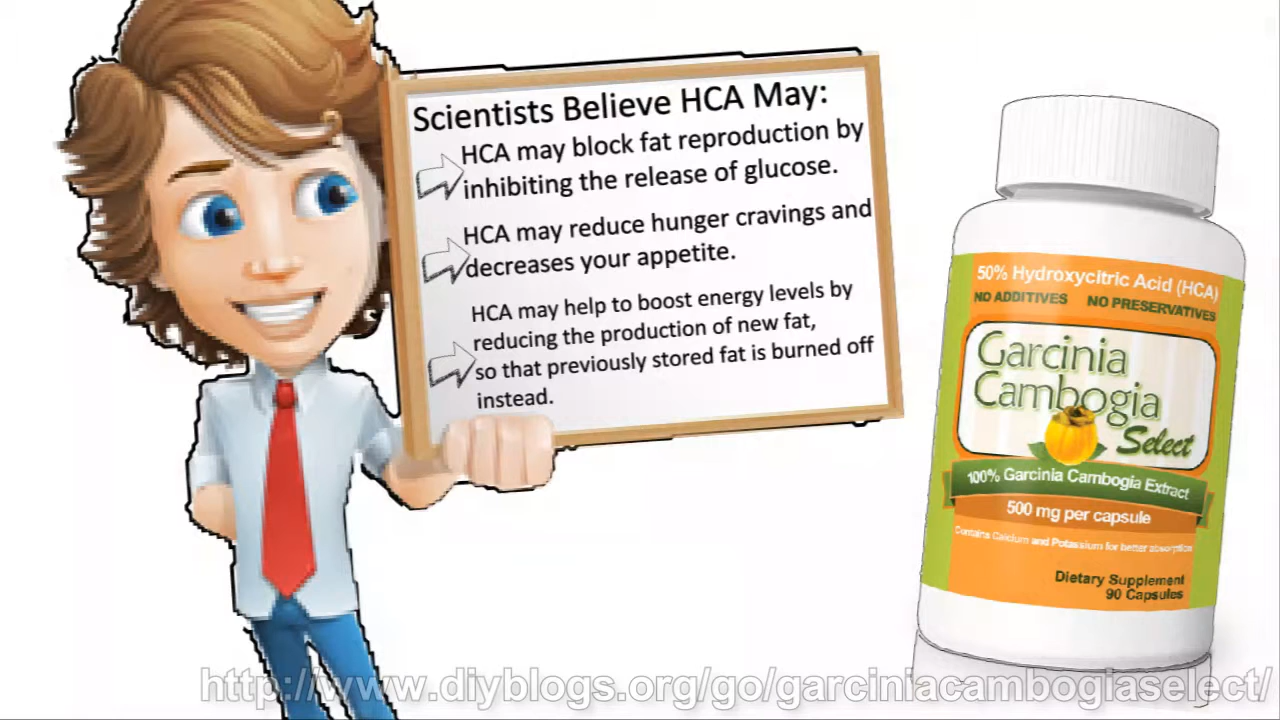 Scientists Believe HCA May:
HCA may block fat reproduction by
inhibiting the release of glucose.
HCA may reduce hunger cravings and
decreases your appetite.
HCA may help to boost energy levels by
reducing the production of new fat,
so that previously stored fat is burned off
instead.
50% Hydroxycitric Acid (HCA)
NO ADDITIVES NO PRESERVATIVES
Garcinia
Cambogia
Select
100% Garcinia Cambogia Extract
500 mg per capsule
Contains Calcium and Potassium for better absorption
Dietary Supplement
90 Capsules
http://www.diyblogs.org/go/garciniacambogiaselect/